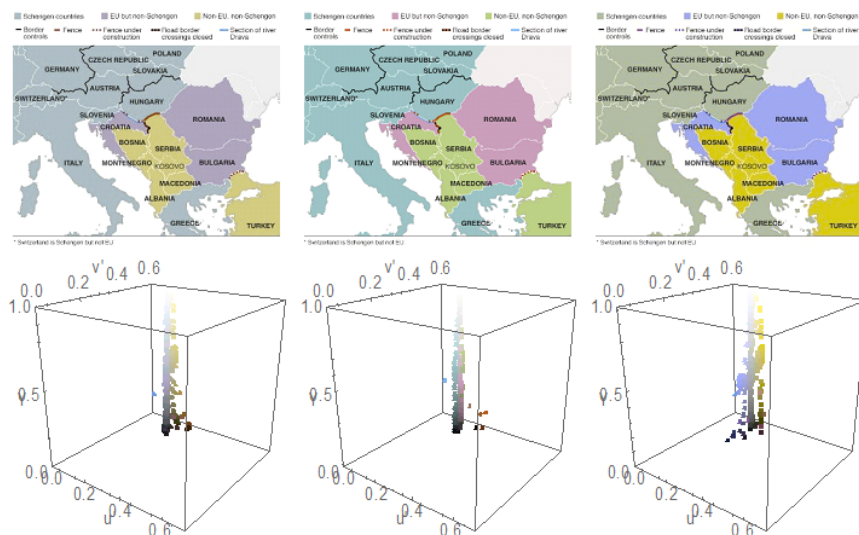 Schengen countries EU but non-Schengen Non-EU, non-Schengen
Border controls Fence Fence under construction Road border crossings closed Section of river Drava
POLAND
CZECH REPUBLIC
GERMANY
SLOVAKIA
AUSTRIA
SWITZERLAND*
HUNGARY
SLOVENIA
ROMANIA
CROATIA
BOSNIA
SERBIA
ITALY
MONTENEGRO
KOSOVO
BULGARIA
MACEDONIA
ALBANIA
GREECE
TURKEY
* Switzerland is Schengen but not EU
Schengen countries EU but non-Schengen Non-EU, non-Schengen
Border controls Fence Fence under construction Road border crossings closed Section of river Drava
POLAND
CZECH REPUBLIC
GERMANY
SLOVAKIA
AUSTRIA
SWITZERLAND*
HUNGARY
SLOVENIA
ROMANIA
CROATIA
BOSNIA
SERBIA
ITALY
MONTENEGRO
KOSOVO
BULGARIA
MACEDONIA
ALBANIA
GREECE
TURKEY
* Switzerland is Schengen but not EU
Schengen countries EU but non-Schengen Non-EU, non-Schengen
Border controls Fence Fence under construction Road border crossings closed Section of river Drava
POLAND
CZECH REPUBLIC
GERMANY
SLOVAKIA
AUSTRIA
SWITZERLAND*
HUNGARY
SLOVENIA
ROMANIA
CROATIA
BOSNIA
SERBIA
ITALY
MONTENEGRO
KOSOVO
BULGARIA
MACEDONIA
ALBANIA
GREECE
TURKEY
* Switzerland is Schengen but not EU
v'
0.0 0.2 0.4 0.6
1.0
0.5
0.0
0.0 0.2 0.4 0.6
u'
v'
0.0 0.2 0.4 0.6
1.0
0.5
0.0
0.0 0.2 0.4 0.6
u'
v'
0.0 0.2 0.4 0.6
1.0
0.5
0.0
0.0 0.2 0.4 0.6
u'